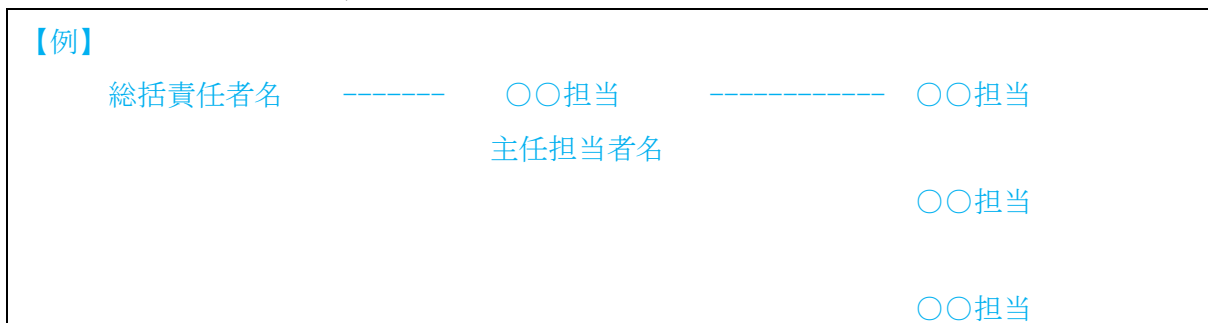 【例】
総括責任者名 ------- ○○担当 ------------ ○○担当
主任担当者名
○○担当
○○担当